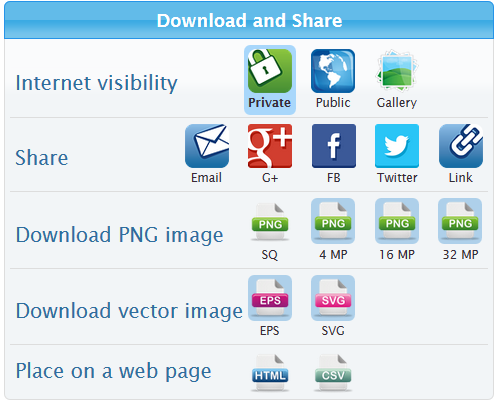 Download and Share
Internet visibility
Private Public Gallery
Share
g+ f
Email G+ FB Twitter Link
Download PNG image
PNG PNG PNG PNG
SQ 4 MP 16 MP 32 MP
Download vector image
EPS SVG
EPS SVG
Place on a web page
HTML CSV